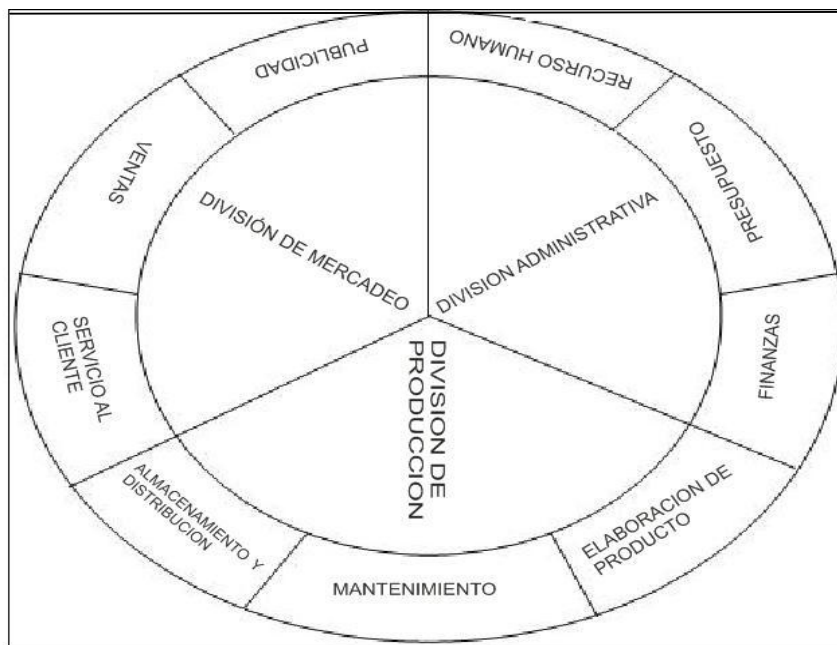 PUBLICIDAD
RECURSO HUMANO
VENTAS
PRESUPUESTO
DIVISIÓN DE MERCADEO
DIVISION ADMINISTRATIVA
SERVICIO AL
CLIENTE
FINANZAS
DIVISION DE
PRODUCCION
ALMACENAMIENTO Y
DISTRIBUCION
ELABORACION DE
PRODUCTO
MANTENIMIENTO